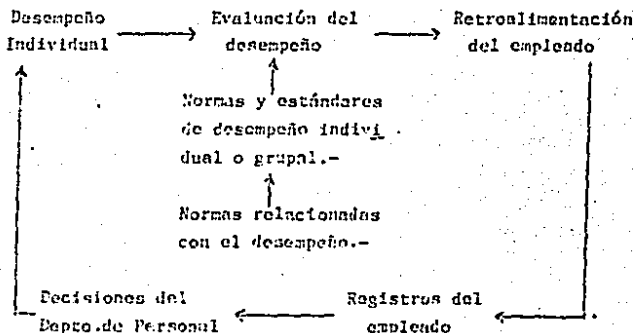 Desempeño
Individual
Evaluación del
desempeño
Retroalimentación
del empleado
Normas y estándares
de desempeño indivi
dual o grupal.-
Normas relacionadas
con el desempeño.-
Decisiones del
Depto.de Personal
Registros del
empleado